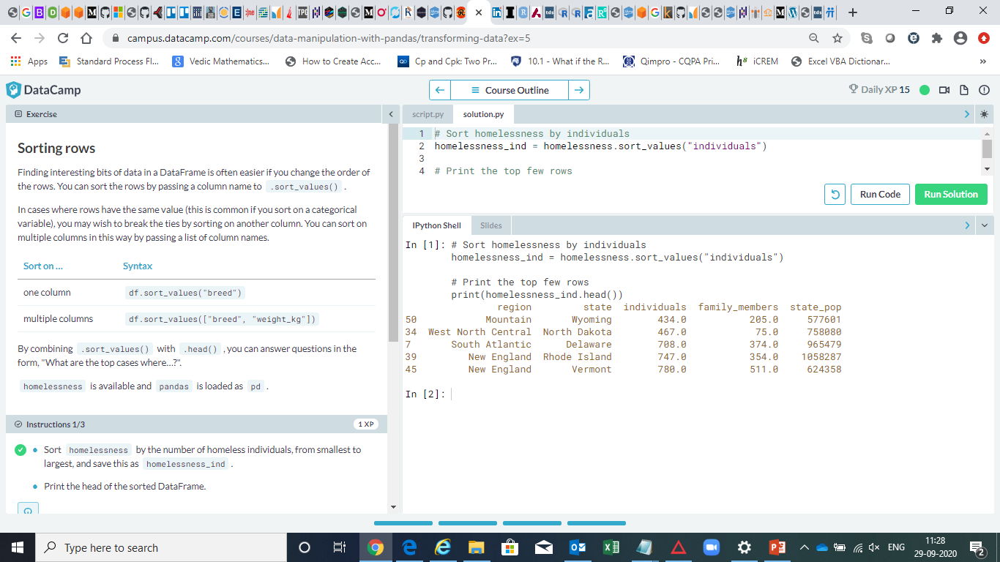 campus.datacamp.com/courses/data-manipulation-with-pandas/transforming-data?ex=5
Apps Standard Process Fl... Vedic Mathematics... How to Create Acc... Cp and Cpk: Two Pr... 10.1 - What if the R... Qimpro - CQPA Pri... iCREM Excel VBA Dictionar... »
DataCamp
Course Outline
Daily XP 15
Exercise
Sorting rows
Finding interesting bits of data in a DataFrame is often easier if you change the order of
the rows. You can sort the rows by passing a column name to .sort_values() .
In cases where rows have the same value (this is common if you sort on a categorical
variable), you may wish to break the ties by sorting on another column. You can sort on
multiple columns in this way by passing a list of column names.
Sort on ... Syntax
one column df.sort_values("breed")
multiple columns df.sort_values(["breed", "weight_kg"])
By combining .sort_values() with .head() , you can answer questions in the
form, "What are the top cases where...?".
homelessness is available and pandas is loaded as pd .
Instructions 1/3 1 XP
Sort homelessness by the number of homeless individuals, from smallest to
largest, and save this as homelessness_ind .
Print the head of the sorted DataFrame.
script.py solution.py
1 # Sort homelessness by individuals
2 homelessness_ind = homelessness.sort_values("individuals")
3
4 # Print the top few rows
Run Code Run Solution
IPython Shell Slides
In [1]: # Sort homelessness by individuals
homelessness_ind = homelessness.sort_values("individuals")
# Print the top few rows
print(homelessness_ind.head())
region state individuals family_members state_pop
50 Mountain Wyoming 434.0 205.0 577601
34 West North Central North Dakota 467.0 75.0 758080
7 South Atlantic Delaware 708.0 374.0 965479
39 New England Rhode Island 747.0 354.0 1058287
45 New England Vermont 780.0 511.0 624358
In [2]:
Type here to search
ENG
11:28
29-09-2020
2